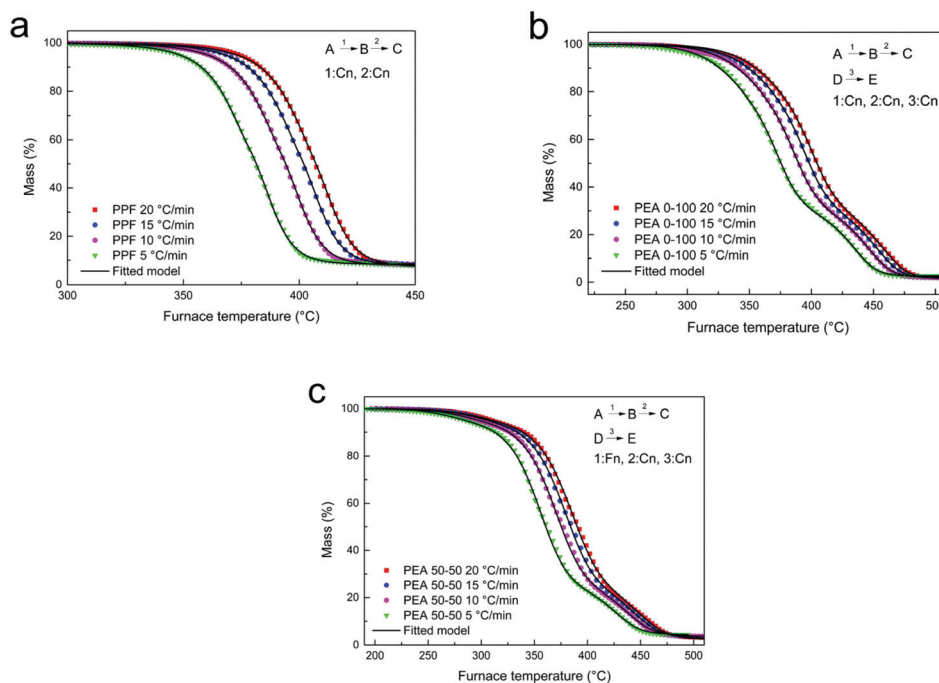 a
A 1→ B 2→ C
1:Cn, 2:Cn
100
80
60
40
20
0
Mass (%)
PPF 20 °C/min
PPF 15 °C/min
PPF 10 °C/min
PPF 5 °C/min
Fitted model
300
350
400
450
Furnace temperature (°C)
b
A 1→ B 2→ C
D 3→ E
1:Cn, 2:Cn, 3:Cn
100
80
60
40
20
0
Mass (%)
PEA 0-100 20 °C/min
PEA 0-100 15 °C/min
PEA 0-100 10 °C/min
PEA 0-100 5 °C/min
Fitted model
250
300
350
400
450
Furnace temperature (°C)
c
A 1→ B 2→ C
D 3→ E
1:Fn, 2:Cn, 3:Cn
100
80
60
40
20
0
Mass (%)
PEA 50-50 20 °C/min
PEA 50-50 15 °C/min
PEA 50-50 10 °C/min
PEA 50-50 5 °C/min
Fitted model
200
250
300
350
400
450
500
Furnace temperature (°C)